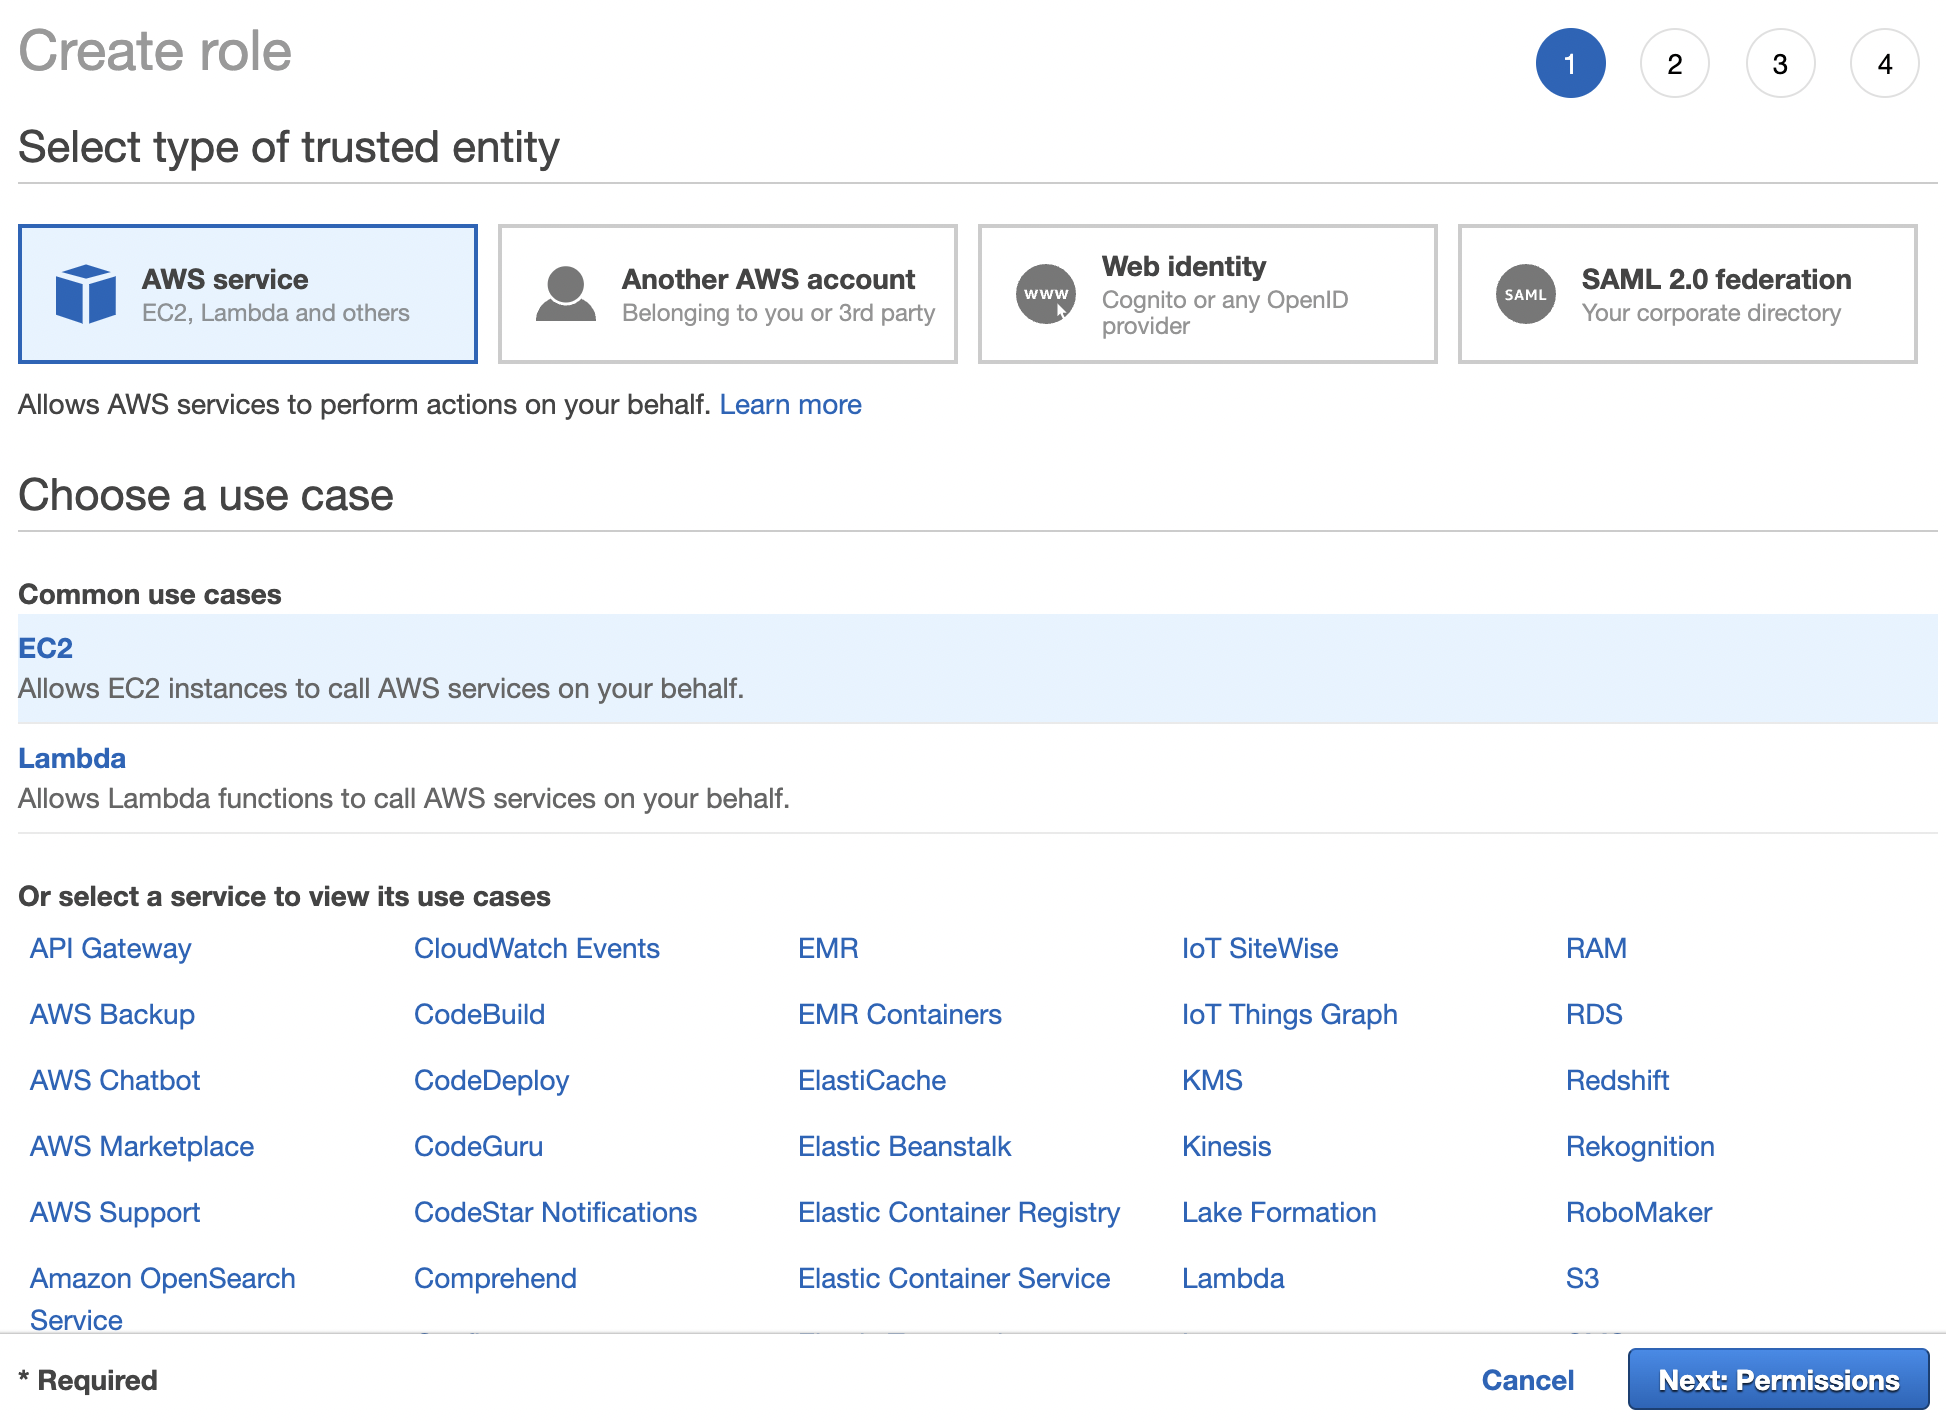 Create role
1 2 3 4
Select type of trusted entity
AWS service
EC2, Lambda and others
Another AWS account
Belonging to you or 3rd party
www
Web identity
Cognito or any OpenID
provider
SAML
SAML 2.0 federation
Your corporate directory
Allows AWS services to perform actions on your behalf. Learn more
Choose a use case
Common use cases
EC2
Allows EC2 instances to call AWS services on your behalf.
Lambda
Allows Lambda functions to call AWS services on your behalf.
Or select a service to view its use cases
API Gateway CloudWatch Events EMR IoT SiteWise RAM
AWS Backup CodeBuild EMR Containers IoT Things Graph RDS
AWS Chatbot CodeDeploy ElastiCache KMS Redshift
AWS Marketplace CodeGuru Elastic Beanstalk Kinesis Rekognition
AWS Support CodeStar Notifications Elastic Container Registry Lake Formation RoboMaker
Amazon OpenSearch Comprehend Elastic Container Service Lambda S3
Service
* Required Cancel Next: Permissions